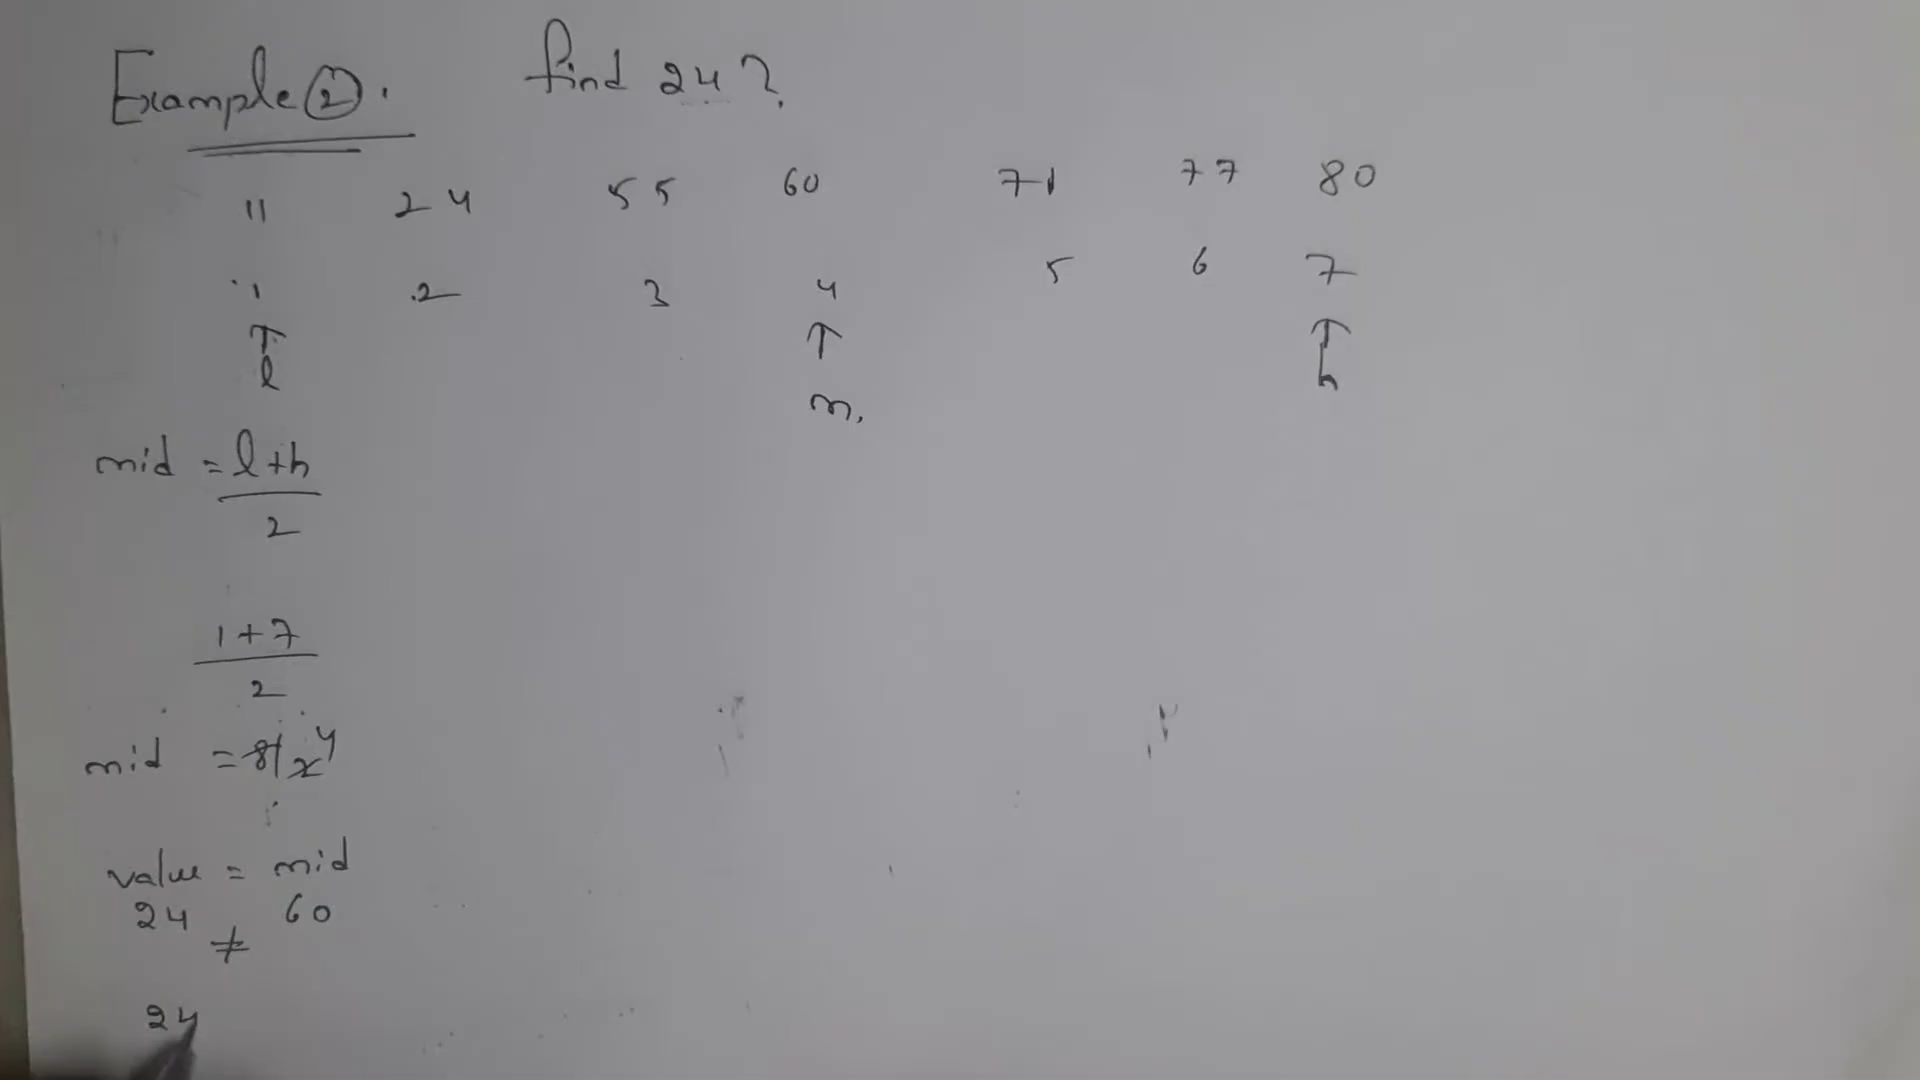 Example 2. find 24?
11 24 55 60 71 77 80
1 2 3 4 5 6 7
↑ ↑ ↑
l m. h
mid = l+h
2
1+7
2
mid = 8/2 4
value = mid
24 60
≠
24